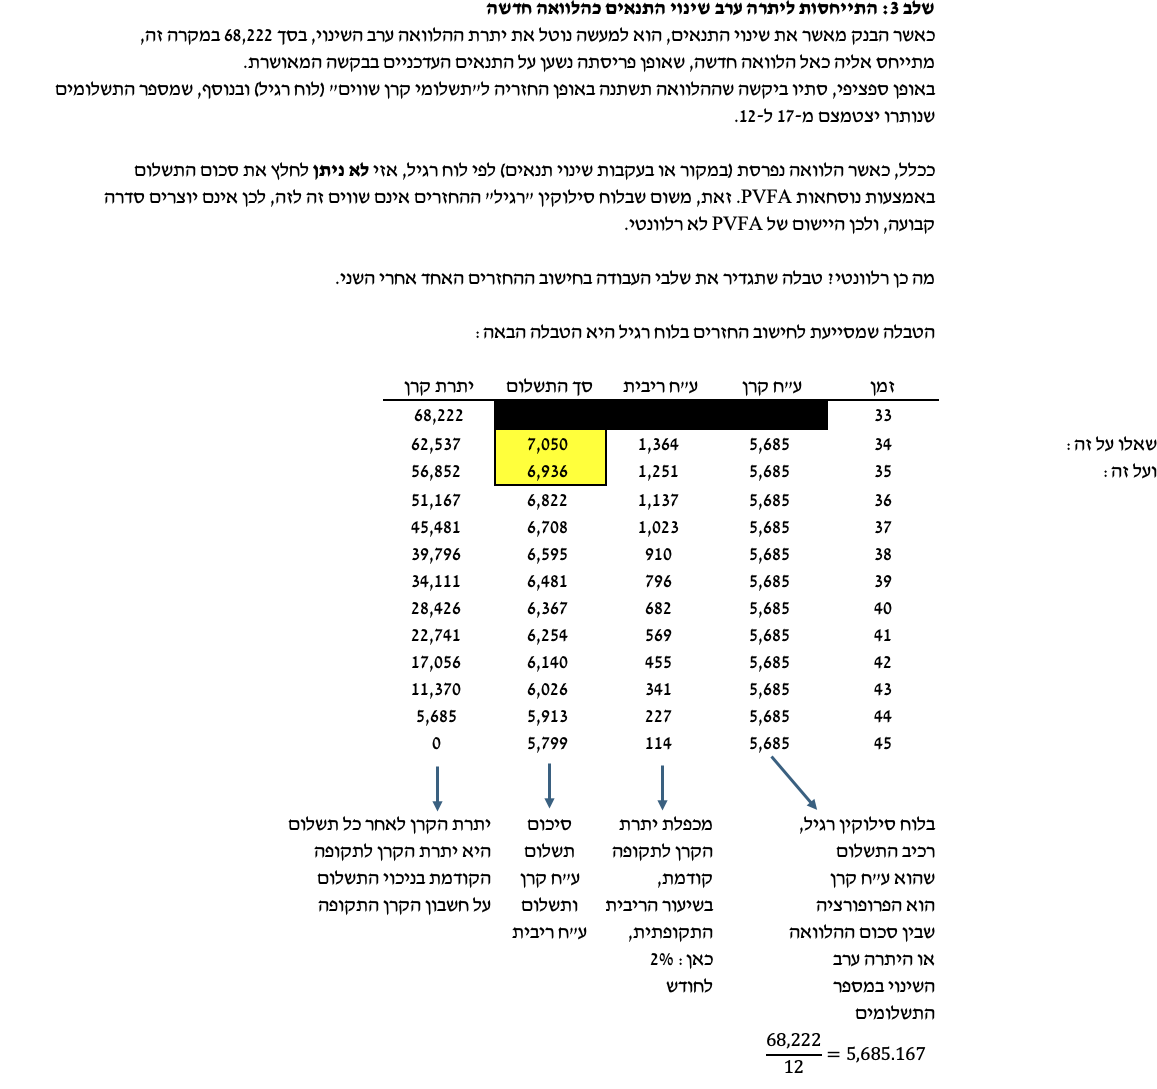 שלב 3: התייחסות ליתרה ערב שינוי התנאים כהלוואה חדשה
כאשר הבנק מאשר את שינוי התנאים, הוא למעשה נוטל את יתרת ההלוואה ערב השינוי, בסך 68,222 במקרה זה,
מתייחס אליה כאל הלוואה חדשה, שאופן פריסתה נשען על התנאים העדכניים בבקשה המאושרת.
באופן ספציפי, סתיו ביקשה שההלוואה תשתנה באופן החזריה ל"תשלומי קרן שווים" (לוח רגיל) ובנוסף, שמספר התשלומים
שנותרו יצטמצם מ-17 ל-12.
ככלל, כאשר הלוואה נפרסת (במקור או בעקבות שינוי תנאים) לפי לוח רגיל, אזי לא ניתן לחלץ את סכום התשלום
באמצעות נוסחאות PVFA. זאת, משום שבלוח סילוקין "רגיל" ההחזרים אינם שווים זה לזה, לכן אינם יוצרים סדרה
קבועה, ולכן היישום של PVFA לא רלוונטי.
מה כן רלוונטי? טבלה שתגדיר את שלבי העבודה בחישוב ההחזרים האחד אחרי השני.
הטבלה שמסייעת לחישוב החזרים בלוח רגיל היא הטבלה הבאה:
זמן ע"ח קרן ע"ח ריבית סך התשלום יתרת קרן
33 68,222
שאלו על זה: 34 5,685 1,364 7,050 62,537
ועל זה: 35 5,685 1,251 6,936 56,852
36 5,685 1,137 6,822 51,167
37 5,685 1,023 6,708 45,481
38 5,685 910 6,595 39,796
39 5,685 796 6,481 34,111
40 5,685 682 6,367 28,426
41 5,685 569 6,254 22,741
42 5,685 455 6,140 17,056
43 5,685 341 6,026 11,370
44 5,685 227 5,913 5,685
45 5,685 114 5,799 0
בלוח סילוקין רגיל,
רכיב התשלום
שהוא ע"ח קרן
הוא הפרופורציה
שבין סכום ההלוואה
או היתרה ערב
השינוי במספר
התשלומים
68,222
12
= 5,685.167
מכפלת יתרת
הקרן לתקופה
קודמת,
בשיעור הריבית
התקופתית,
כאן: 2%
לחודש
סיכום
תשלום
ע"ח קרן
ותשלום
ע"ח ריבית
יתרת הקרן לאחר כל תשלום
היא יתרת הקרן לתקופה
הקודמת בניכוי התשלום
על חשבון הקרן התקופה